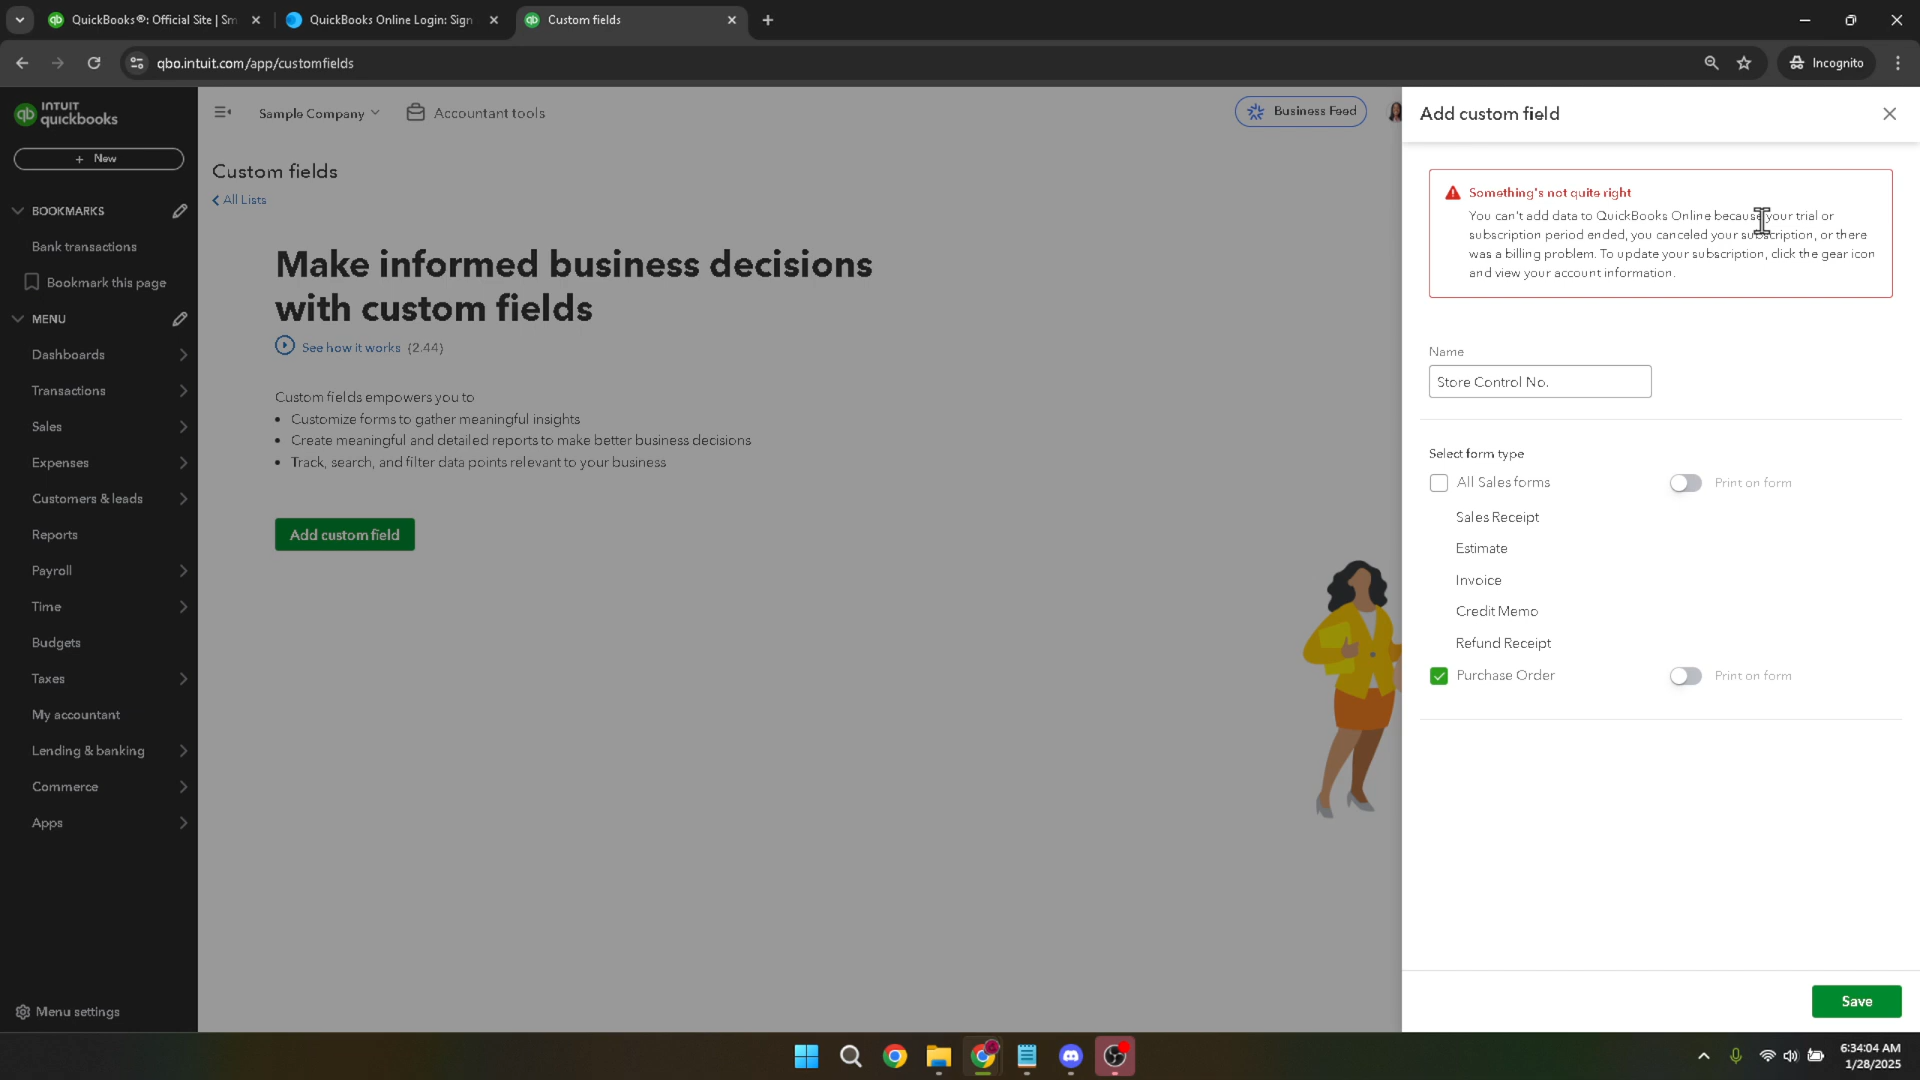 QuickBooks®: Official Site | Sm
QuickBooks Online Login: Sign
Custom fields
qbo.intuit.com/app/customfields
Incognito
INTUIT
quickbooks
Sample Company
Accountant tools
Business Feed
Add custom field
+ New
Custom fields
All Lists
BOOKMARKS
Bank transactions
Bookmark this page
MENU
Dashboards
Transactions
Sales
Expenses
Customers & leads
Reports
Payroll
Time
Budgets
Taxes
My accountant
Lending & banking
Commerce
Apps
Menu settings
Make informed business decisions
with custom fields
See how it works (2.44)
Custom fields empowers you to
• Customize forms to gather meaningful insights
• Create meaningful and detailed reports to make better business decisions
• Track, search, and filter data points relevant to your business
Add custom field
Something's not quite right
You can't add data to QuickBooks Online because your trial or
subscription period ended, you canceled your subscription, or there
was a billing problem. To update your subscription, click the gear icon
and view your account information.
Name
Store Control No.
Select form type
All Sales forms
Print on form
Sales Receipt
Estimate
Invoice
Credit Memo
Refund Receipt
Purchase Order
Print on form
Save
6:34:04 AM
1/28/2025